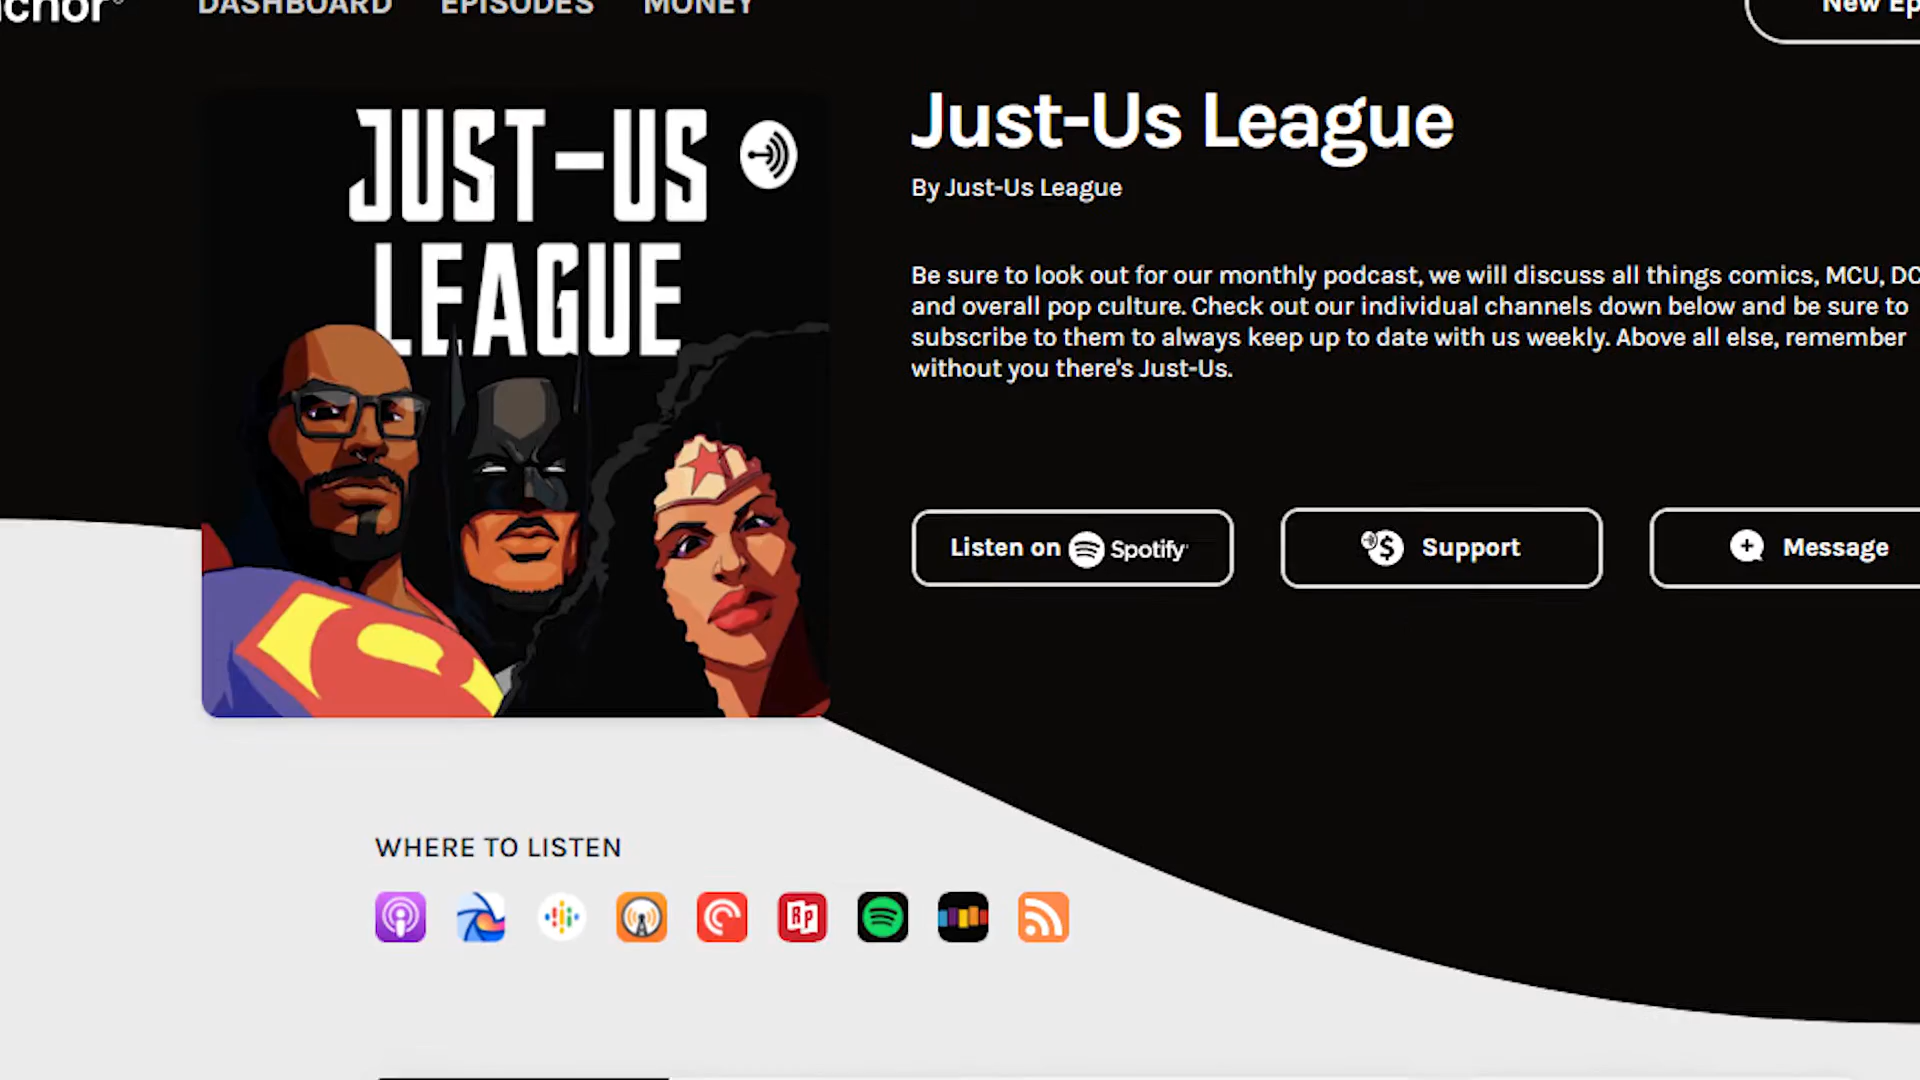 DASHBOARD EPISODES MONEY
New Ep
JUST-US
LEAGUE
Just-Us League
By Just-Us League
Be sure to look out for our monthly podcast, we will discuss all things comics, MCU, DC
and overall pop culture. Check out our individual channels down below and be sure to
subscribe to them to always keep up to date with us weekly. Above all else, remember
without you there's Just-Us.
Listen on Spotify
Support
Message
WHERE TO LISTEN
RP